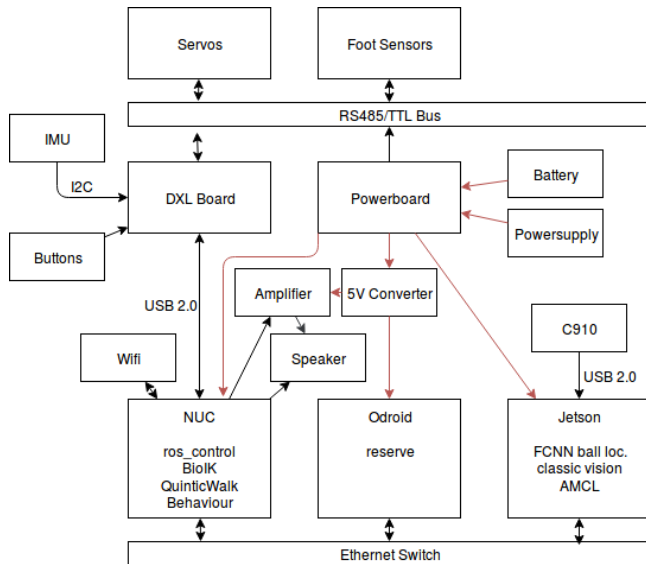 Servos
Foot Sensors
RS485/TTL Bus
IMU
I2C
DXL Board
Powerboard
Battery
Powersupply
Buttons
USB 2.0
Amplifier
5V Converter
C910
Wifi
Speaker
USB 2.0
NUC
ros_control
BioIK
QuinticWalk
Behaviour
Odroid
reserve
Jetson
FCNN ball loc.
classic vision
AMCL
Ethernet Switch